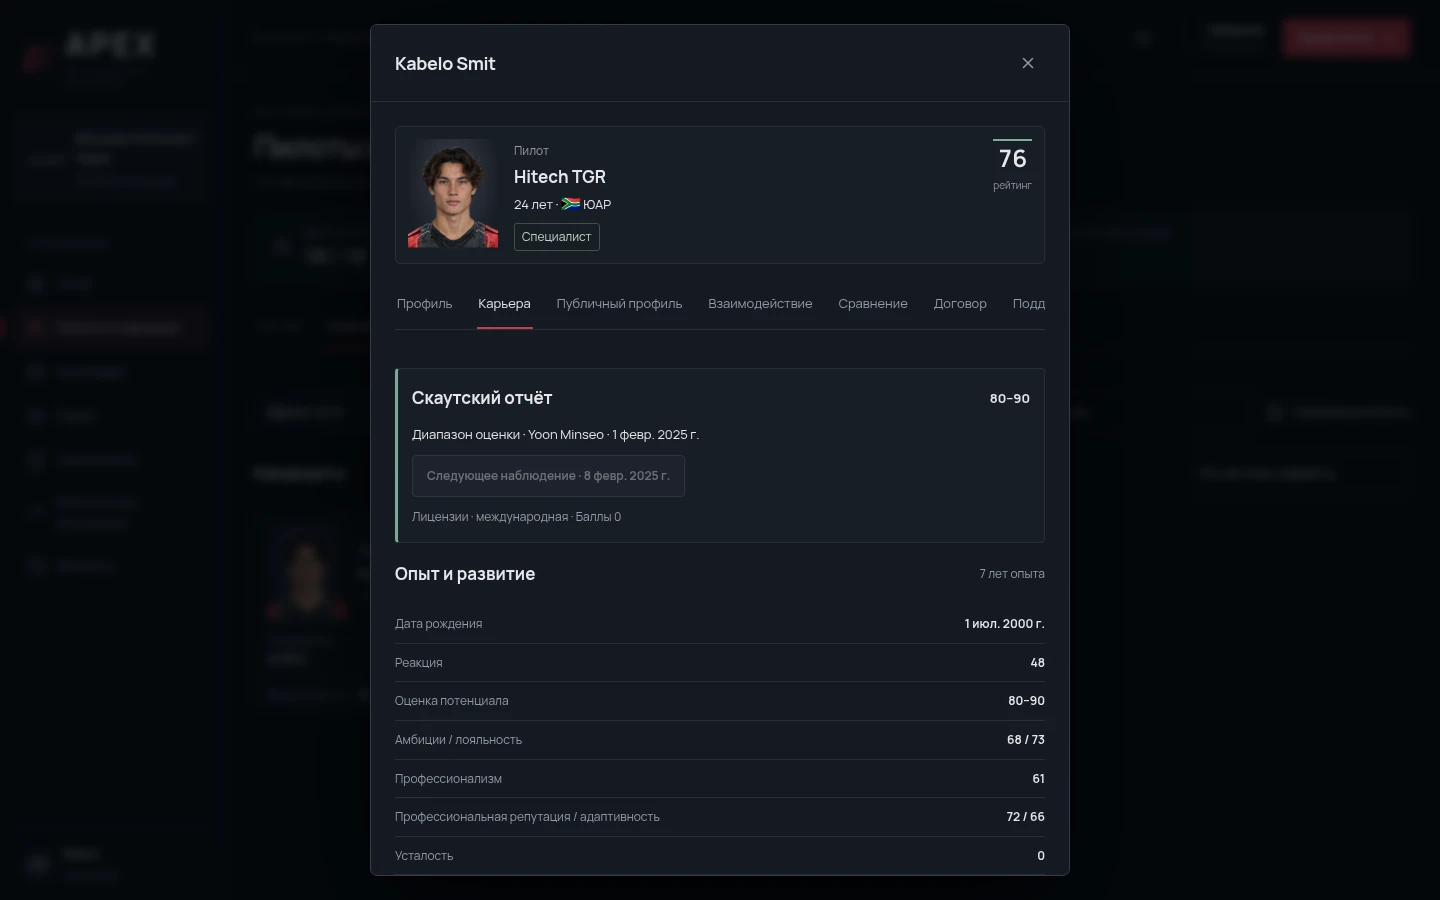 APEX
Kabelo Smit
Пилот
Hitech TGR
24 лет · 🇿🇦 ЮАР
Специалист
76
рейтинг
Профиль
Карьера
Публичный профиль
Взаимодействие
Сравнение
Договор
Подд
Скаутский отчёт
80–90
Диапазон оценки · Yoon Minseo · 1 февр. 2025 г.
Следующее наблюдение · 8 февр. 2025 г.
Лицензии · международная · Баллы 0
Опыт и развитие
7 лет опыта
Дата рождения
1 июл. 2000 г.
Реакция
48
Оценка потенциала
80–90
Амбиции / лояльность
68 / 73
Профессионализм
61
Профессиональная репутация / адаптивность
72 / 66
Усталость
0